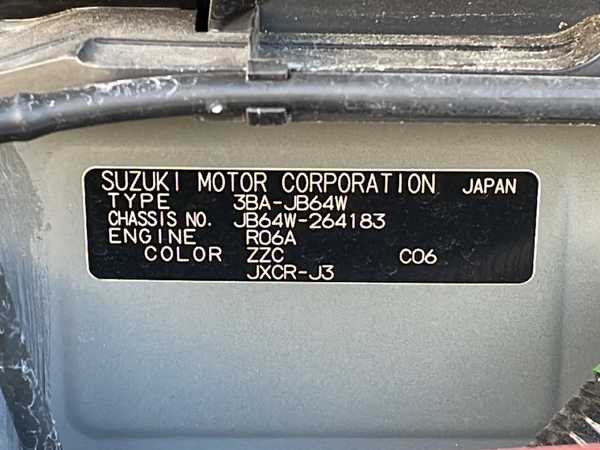 SUZUKI MOTOR CORPORATION JAPAN
TYPE 3BA-JB64W
CHASSIS NO. JB64W-264183
ENGINE R06A
COLOR ZZC C06
JXCR-J3